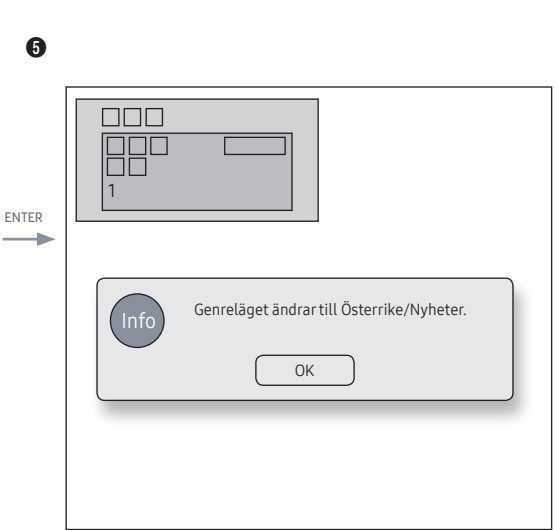 ❺
□□□
□□□
□□
1
ENTER
Info
Genreläget ändrar till Österrike/Nyheter.
OK